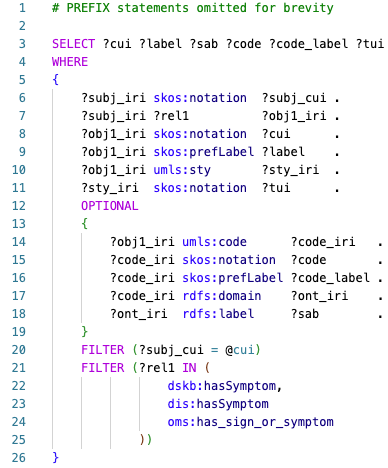 1 # PREFIX statements omitted for brevity
2
3 SELECT ?cui ?label ?sab ?code ?code_label ?tui
4 WHERE
5 {
6 ?subj_iri skos:notation ?subj_cui .
7 ?subj_iri ?rel1 ?obj1_iri .
8 ?obj1_iri skos:notation ?cui .
9 ?obj1_iri skos:prefLabel ?label .
10 ?obj1_iri umls:sty ?sty_iri .
11 ?sty_iri skos:notation ?tui .
12 OPTIONAL
13 {
14 ?obj1_iri umls:code ?code_iri .
15 ?code_iri skos:notation ?code .
16 ?code_iri skos:prefLabel ?code_label .
17 ?code_iri rdfs:domain ?ont_iri .
18 ?ont_iri rdfs:label ?sab .
19 }
20 FILTER (?subj_cui = @cui)
21 FILTER (?rel1 IN (
22 dskb:hasSymptom,
23 dis:hasSymptom
24 oms:has_sign_or_symptom
25 ))
26 }